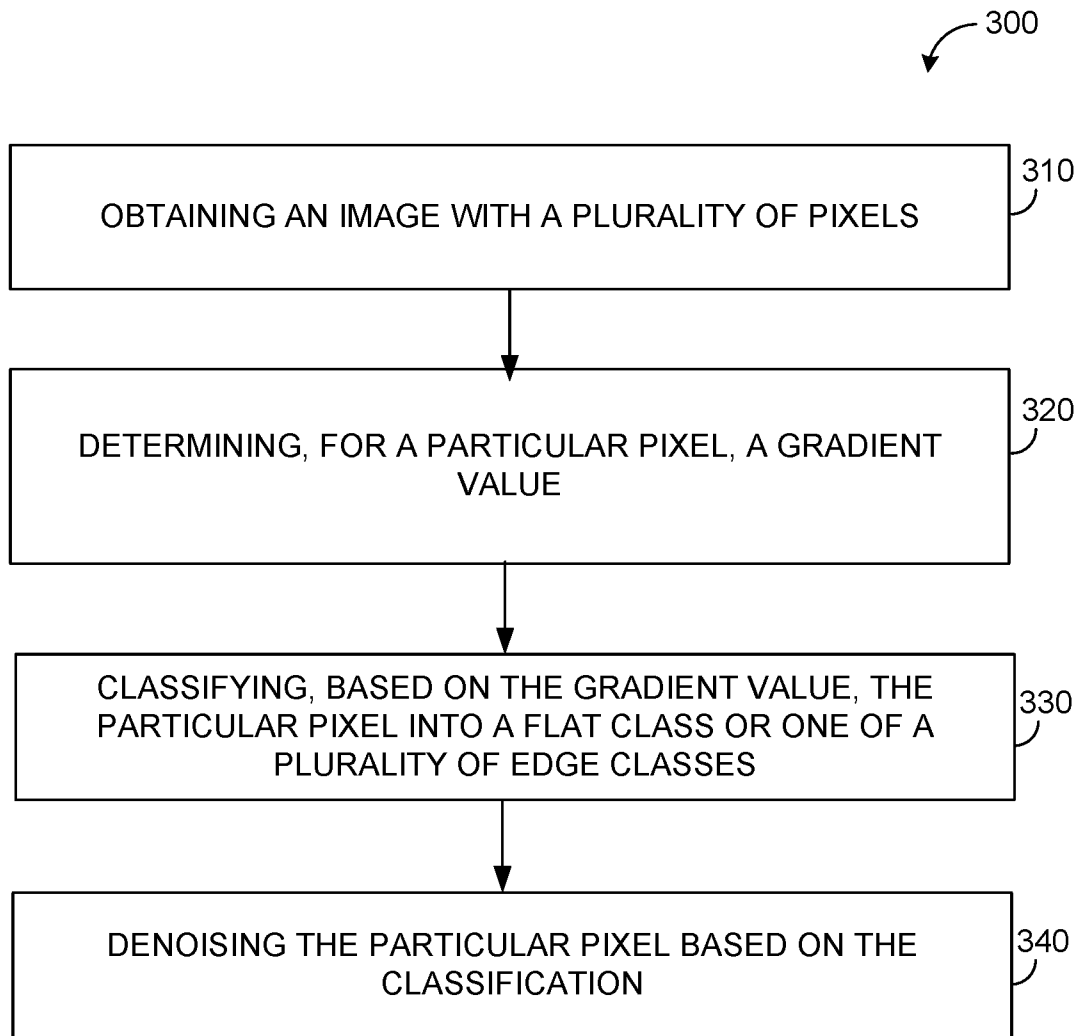 300
310
OBTAINING AN IMAGE WITH A PLURALITY OF PIXELS
320
DETERMINING, FOR A PARTICULAR PIXEL, A GRADIENT
VALUE
330
CLASSIFYING, BASED ON THE GRADIENT VALUE, THE
PARTICULAR PIXEL INTO A FLAT CLASS OR ONE OF A
PLURALITY OF EDGE CLASSES
340
DENOISING THE PARTICULAR PIXEL BASED ON THE
CLASSIFICATION